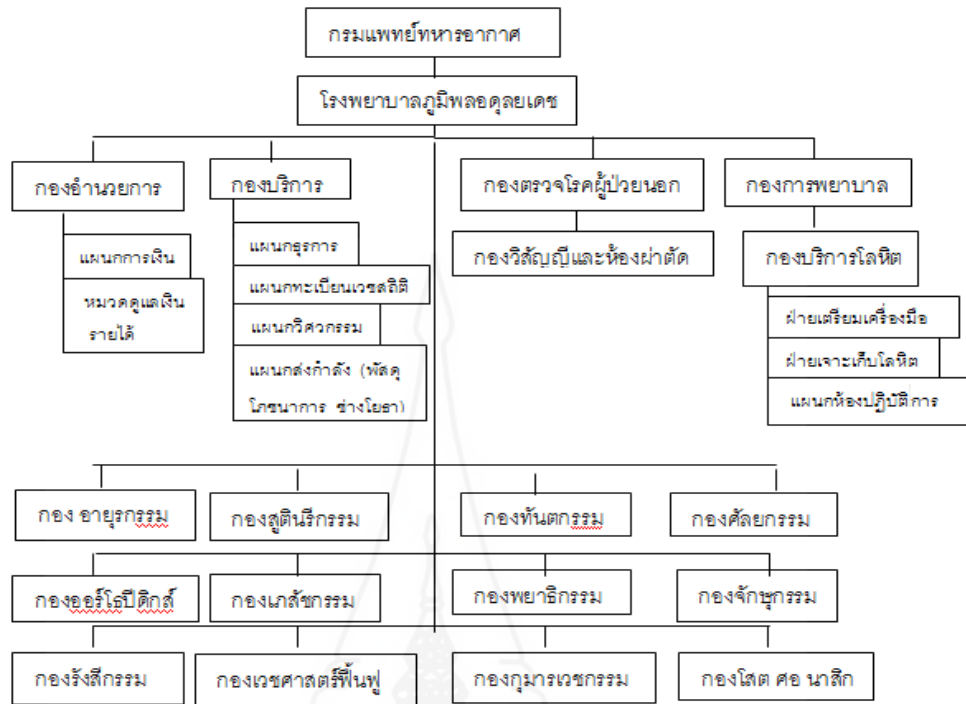 กรมแพทย์ทหารอากาศ
โรงพยาบาลภูมิพลอดุลยเดช
กองอำนวยการ
กองบริการ
กองตรวจโรคผู้ป่วยนอก
กองการพยาบาล
แผนกการเงิน
หมวดดูแลเงิน
รายได้
แผนกธุรการ
แผนกทะเบียนเวชสถิติ
แผนกวิศวกรรม
แผนกส่งกำลัง (พัสดุ
โภชนาการ ช่างโยธา)
กองวิสัญญีและห้องผ่าตัด
กองบริการโลหิต
ฝ่ายเตรียมเครื่องมือ
ฝ่ายเจาะเก็บโลหิต
แผนกห้องปฏิบัติการ
กอง อายุรกรรม
กองสูตินรีกรรม
กองทันตกรรม
กองศัลยกรรม
กองออร์โธปิดิกส์
กองเภสัชกรรม
กองพยาธิกรรม
กองจักษุกรรม
กองรังสีกรรม
กองเวชศาสตร์ฟื้นฟู
กองกุมารเวชกรรม
กองโสต ศอ นาสิก